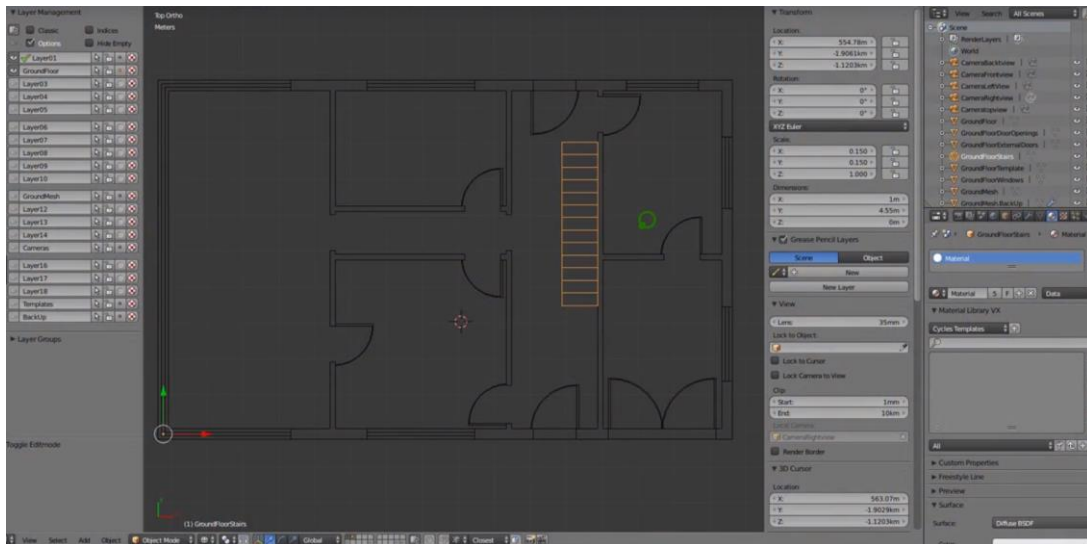 Layer Management
Classic
Indices
Options
Hide Empty
Layer01
GroundFloor
Layer03
Layer04
Layer05
Layer06
Layer07
Layer08
Layer09
Layer10
GroundMesh
Layer12
Layer13
Layer14
Cameras
Layer16
Layer17
Layer18
Templates
BackUp
Layer Groups
Toggle Editmode
Top Ortho
Meters
(1) GroundFloorStairs
Transform
Location:
X: 554.78m
Y: -1.9061km
Z: -1.1203km
Rotation:
X: 0°
Y: 0°
Z: 0°
XYZ Euler
Scale:
X: 0.150
Y: 0.150
Z: 1.000
Dimensions:
X: 1m
Y: 4.55m
Z: 0m
Grease Pencil Layers
Scene Object
New
New Layer
View
Lens: 35mm
Lock to Object:
Lock to Cursor
Lock Camera to View
Clip
Start: 1mm
End: 10km
Local Camera:
CameraRightview
Render Border
3D Cursor
Location
X: 563.07m
Y: -1.9029km
Z: -1.1203km
View Search All Scenes
Scene
RenderLayers
World
CameraBacktview
CameraFrontview
CameraLeftView
CameraRightview
Cameratopview
GroundFloor
GroundFloorDoorOpenings
GroundFloorExternalDoors
GroundFloorStairs
GroundFloorTemplate
GroundFloorWindows
GroundMesh
GroundMesh.BackUp
GroundFloorStairs Material
Material
Material 5 F Data
Material Library VX
Cycles Templates
All
Custom Properties
Freestyle Line
Preview
Surface
Surface: Diffuse BSDF
View Select Add Object Object Mode Global Closest